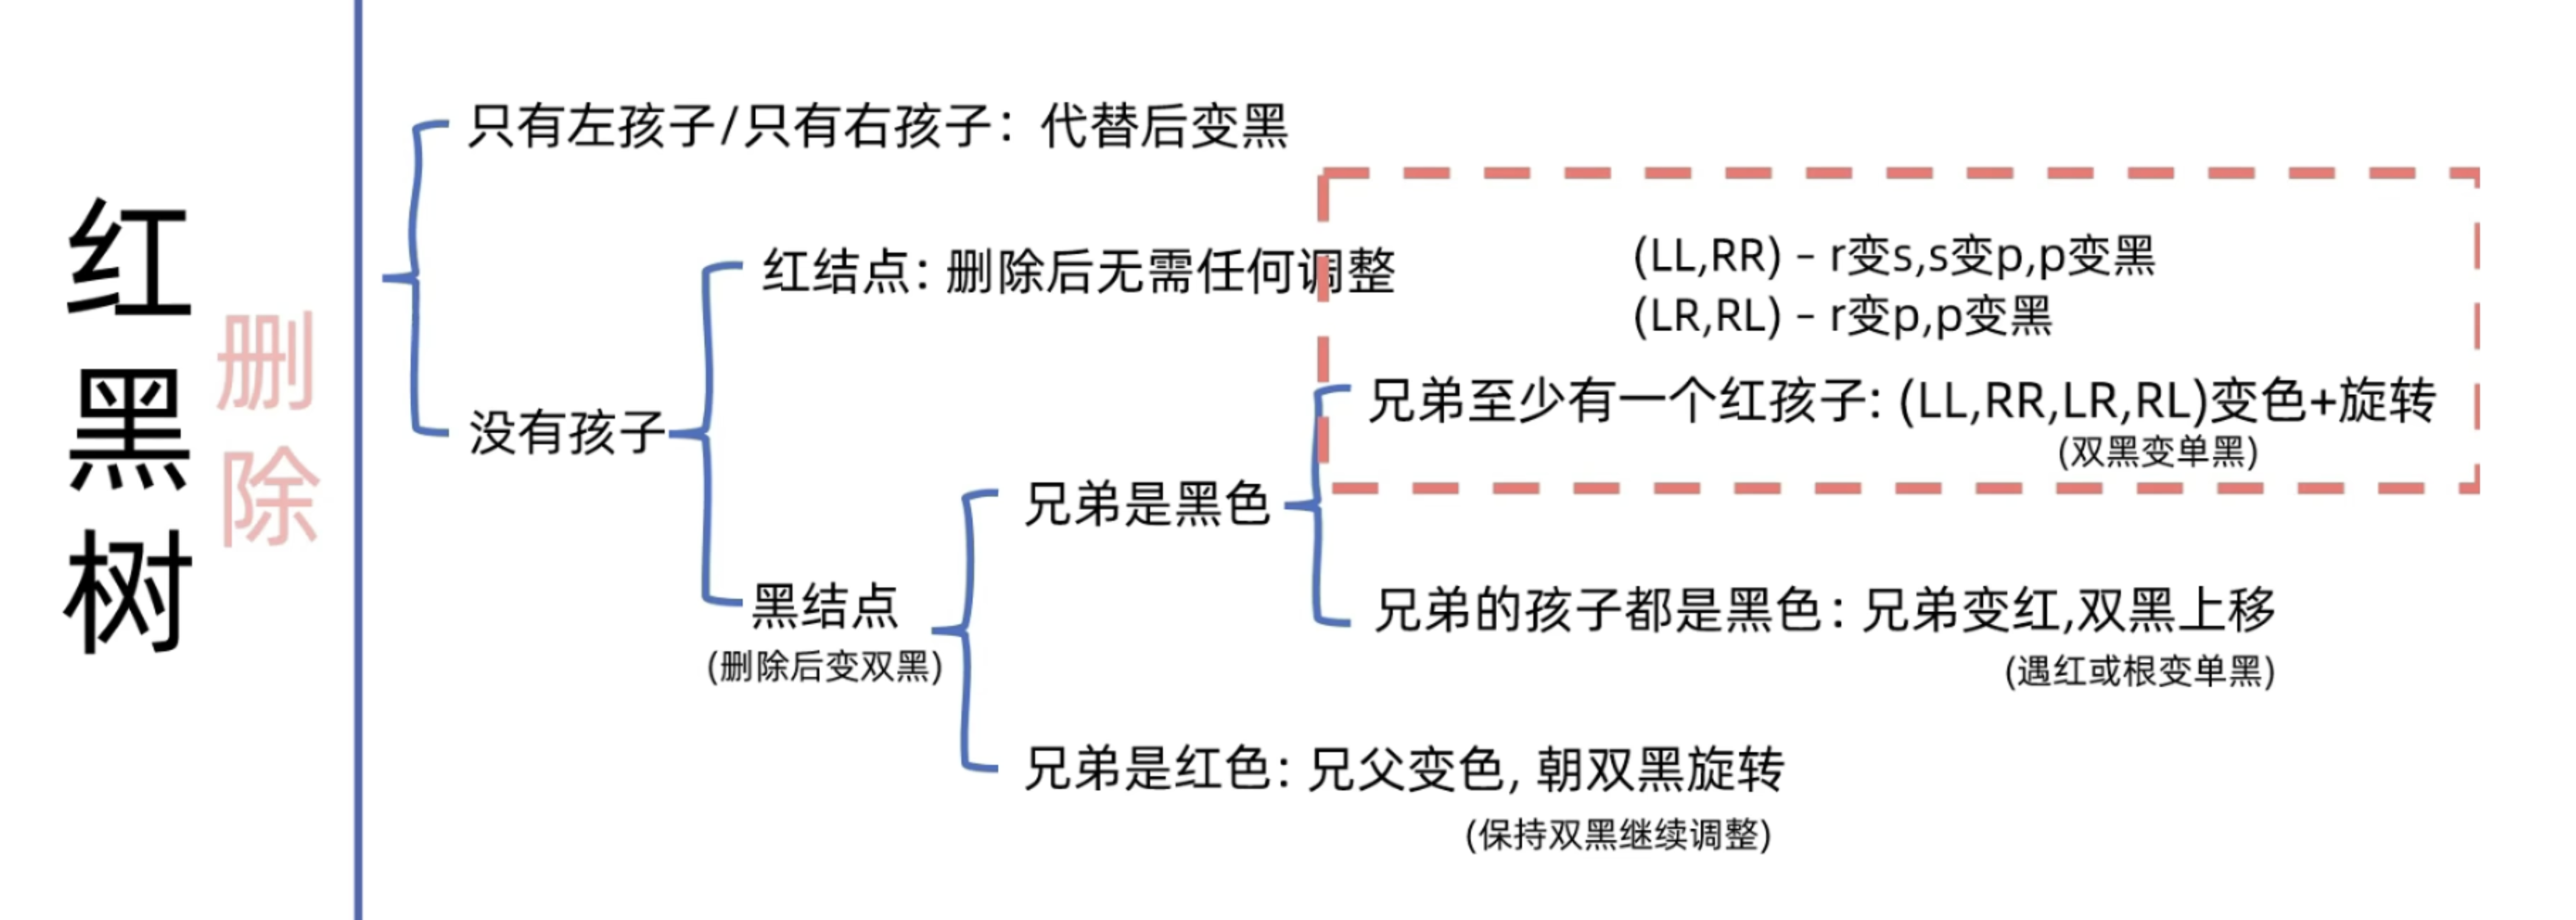 红黑树
删除
只有左孩子/只有右孩子：代替后变黑
没有孩子
红结点：删除后无需任何调整
黑结点
(删除后变双黑)
兄弟是黑色
(LL,RR) – r变s,s变p,p变黑
(LR,RL) – r变p,p变黑
兄弟至少有一个红孩子: (LL,RR,LR,RL)变色+旋转
(双黑变单黑)
兄弟的孩子都是黑色：兄弟变红,双黑上移
(遇红或根变单黑)
兄弟是红色：兄父变色, 朝双黑旋转
(保持双黑继续调整)